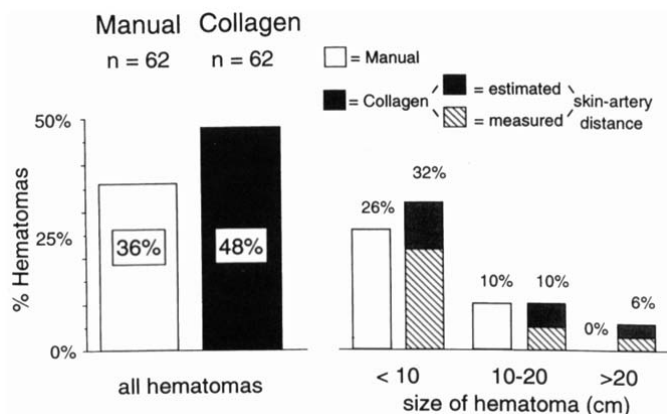 Manual Collagen
n = 62 n = 62
= Manual
= Collagen
= estimated
= measured
skin-artery
distance
% Hematomas
50%
25%
0%
36%
48%
all hematomas
26%
32%
10%
10%
0%
6%
< 10 10-20 >20
size of hematoma (cm)